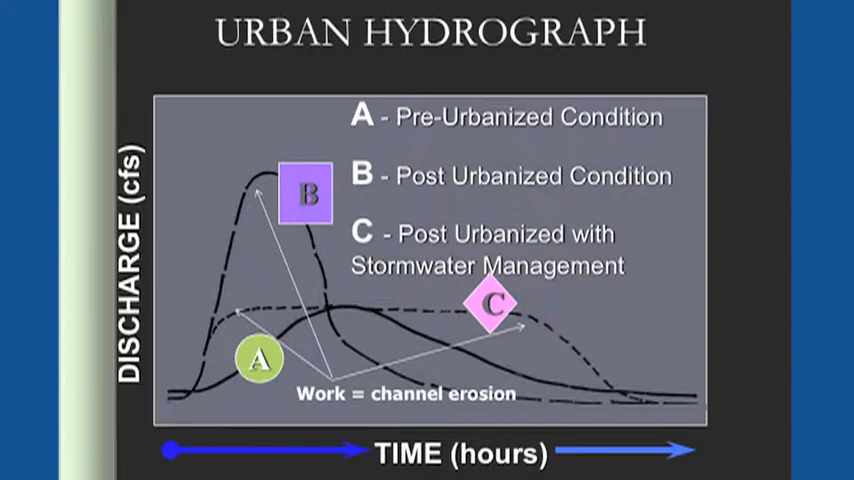 URBAN HYDROGRAPH
A - Pre-Urbanized Condition
B - Post Urbanized Condition
C - Post Urbanized with
Stormwater Management
B
C
A
Work = channel erosion
DISCHARGE (cfs)
TIME (hours)